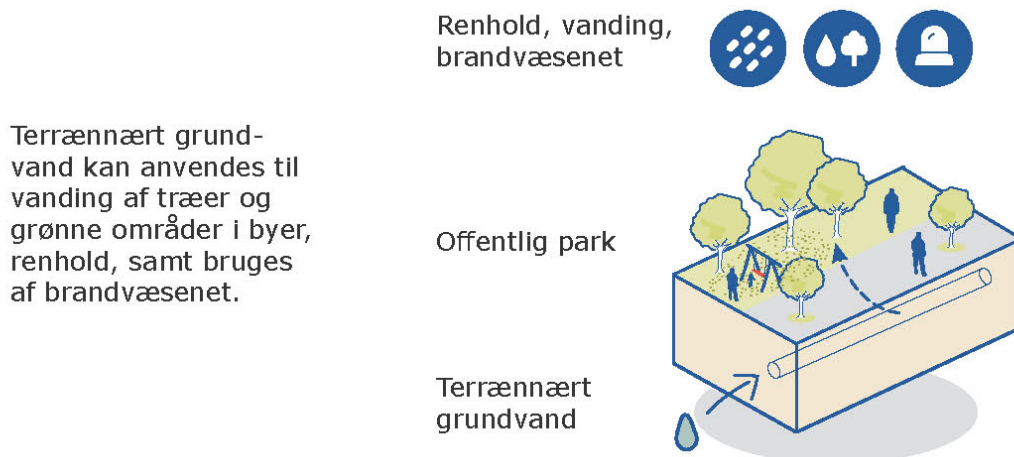 Renhold, vanding,
brandvæsenet
Terrænnært grund-
vand kan anvendes til
vanding af træer og
grønne områder i byer,
renhold, samt bruges
af brandvæsenet.
Offentlig park
Terrænnært
grundvand